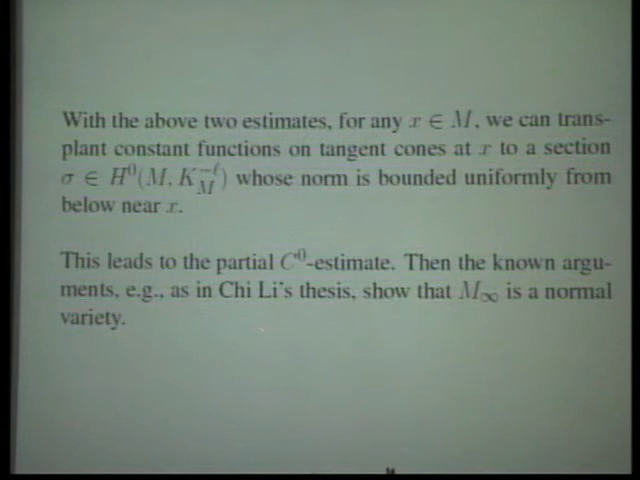 With the above two estimates, for any x ∈ M, we can trans-
plant constant functions on tangent cones at x to a section
σ ∈ H⁰(M, K_M^{-ℓ}) whose norm is bounded uniformly from
below near x.
This leads to the partial C⁰-estimate. Then the known argu-
ments, e.g., as in Chi Li's thesis, show that M_∞ is a normal
variety.